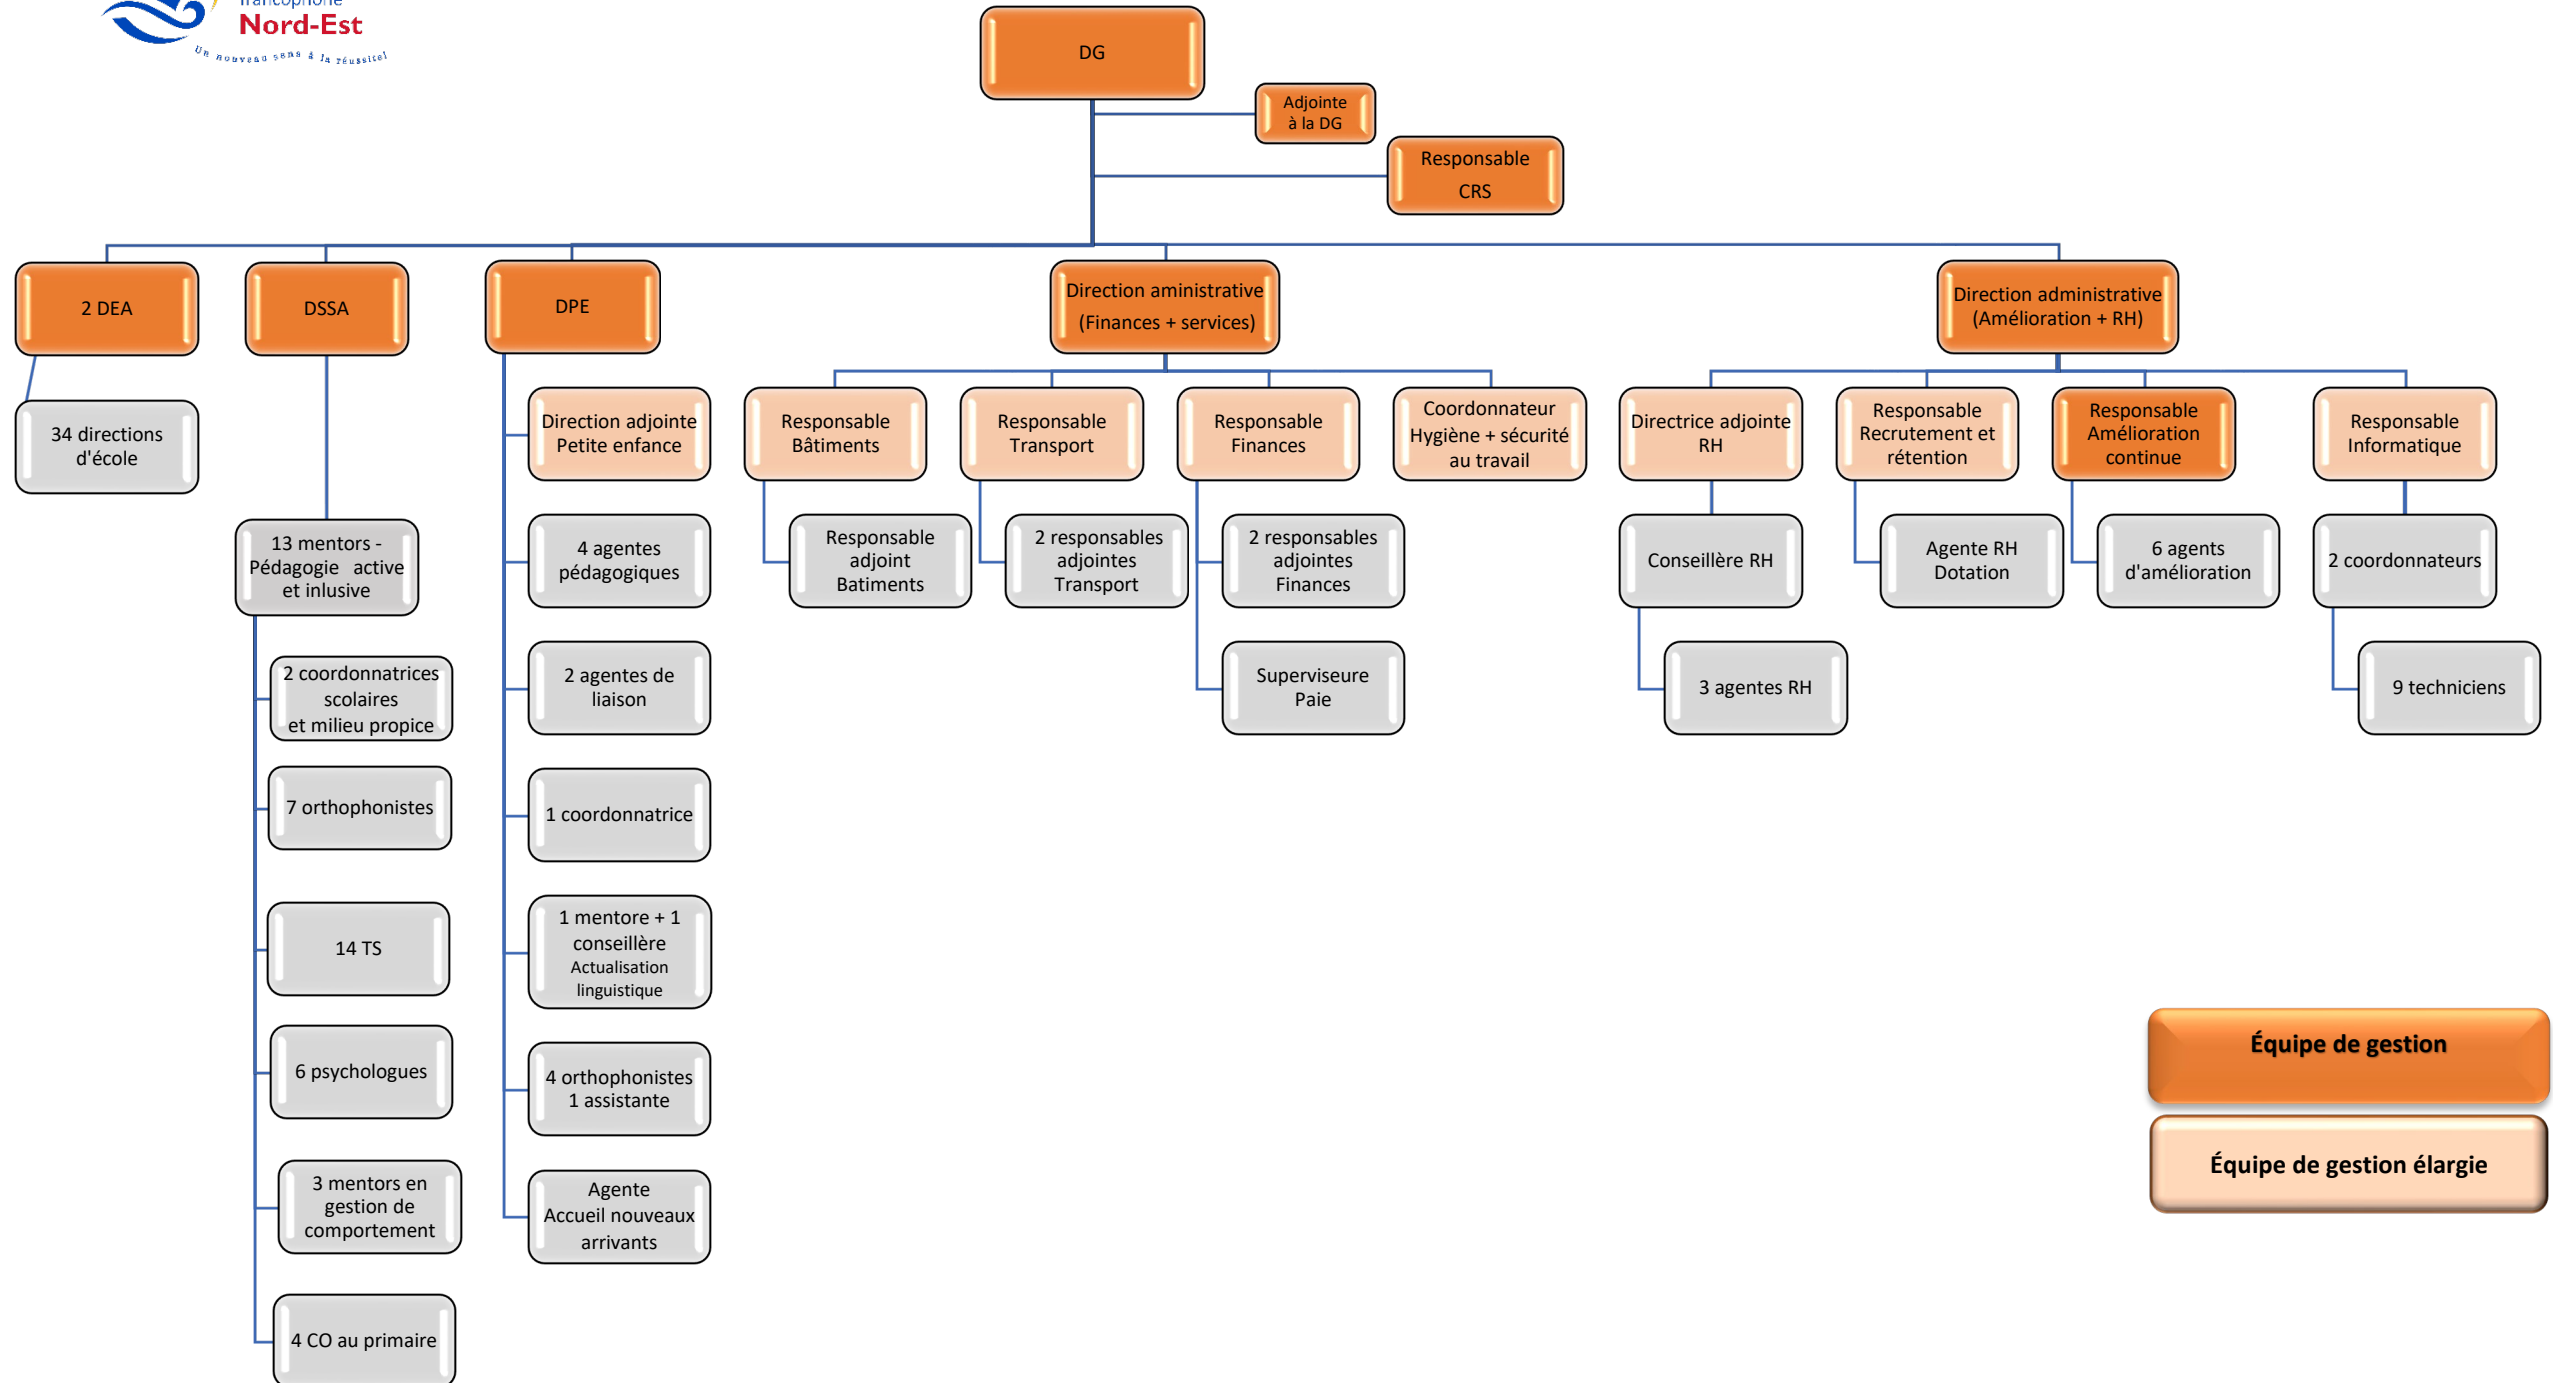 francophone
Nord-Est
Un nouveau sens à la réussite!
DG
Adjointe
à la DG
Responsable
CRS
2 DEA
DSSA
DPE
Direction aministrative
(Finances + services)
Direction administrative
(Amélioration + RH)
34 directions
d'école
Direction adjointe
Petite enfance
Responsable
Bâtiments
Responsable
Transport
Responsable
Finances
Coordonnateur
Hygiène + sécurité
au travail
Directrice adjointe
RH
Responsable
Recrutement et
rétention
Responsable
Amélioration
continue
Responsable
Informatique
13 mentors -
Pédagogie active
et inlusive
4 agentes
pédagogiques
Responsable
adjoint
Batiments
2 responsables
adjointes
Transport
2 responsables
adjointes
Finances
Conseillère RH
Agente RH
Dotation
6 agents
d'amélioration
2 coordonnateurs
2 coordonnatrices
scolaires
et milieu propice
2 agentes de
liaison
Superviseure
Paie
3 agentes RH
9 techniciens
7 orthophonistes
1 coordonnatrice
14 TS
1 mentore + 1
conseillère
Actualisation
linguistique
6 psychologues
4 orthophonistes
1 assistante
3 mentors en
gestion de
comportement
Agente
Accueil nouveaux
arrivants
4 CO au primaire
Équipe de gestion
Équipe de gestion élargie